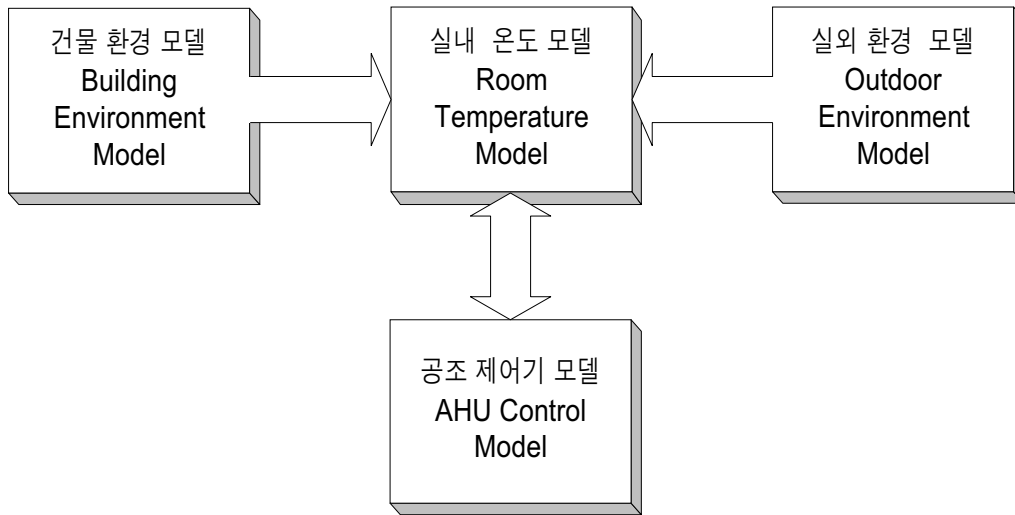 건물 환경 모델
Building
Environment
Model
실내 온도 모델
Room
Temperature
Model
실외 환경 모델
Outdoor
Environment
Model
공조 제어기 모델
AHU Control
Model